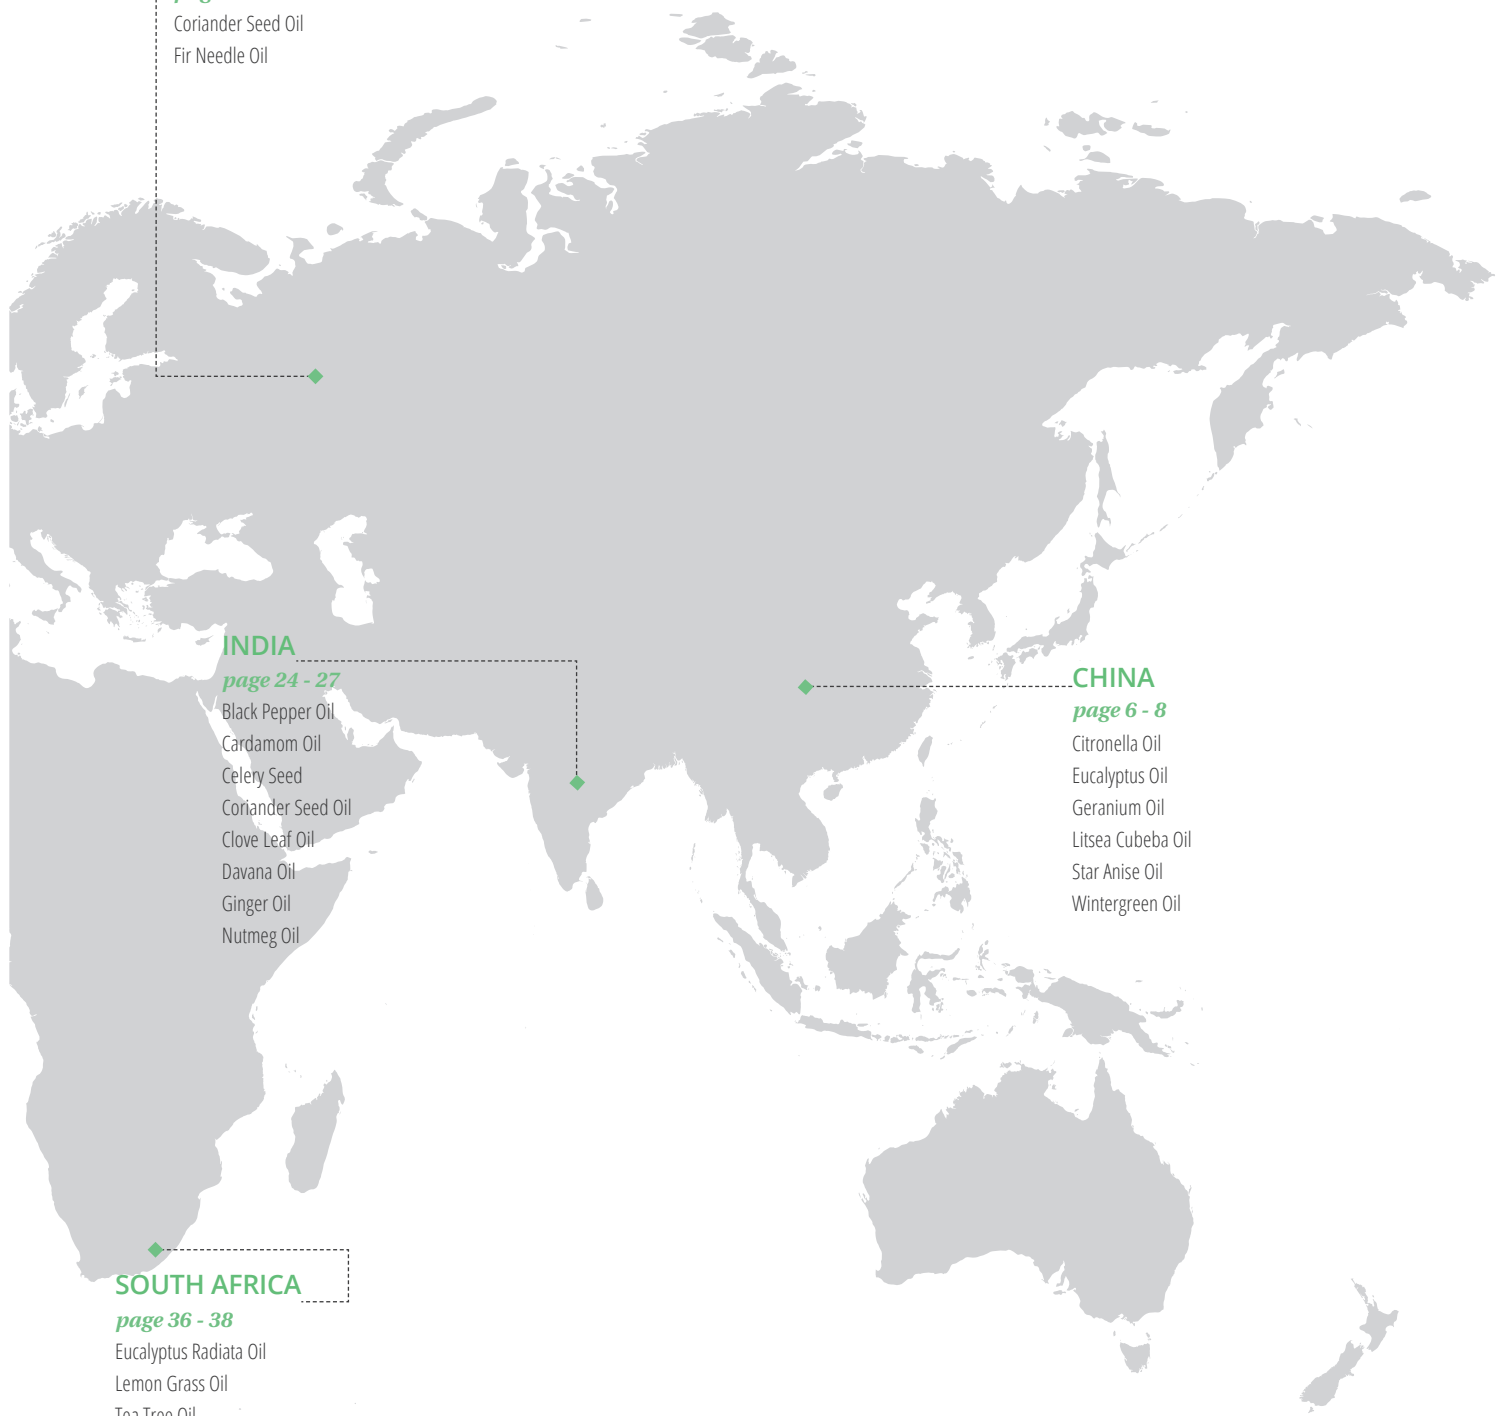 Coriander Seed Oil
Fir Needle Oil
INDIA
page 24 - 27
Black Pepper Oil
Cardamom Oil
Celery Seed
Coriander Seed Oil
Clove Leaf Oil
Davana Oil
Ginger Oil
Nutmeg Oil
CHINA
page 6 - 8
Citronella Oil
Eucalyptus Oil
Geranium Oil
Litsea Cubeba Oil
Star Anise Oil
Wintergreen Oil
SOUTH AFRICA
page 36 - 38
Eucalyptus Radiata Oil
Lemon Grass Oil
Tea Tree Oil